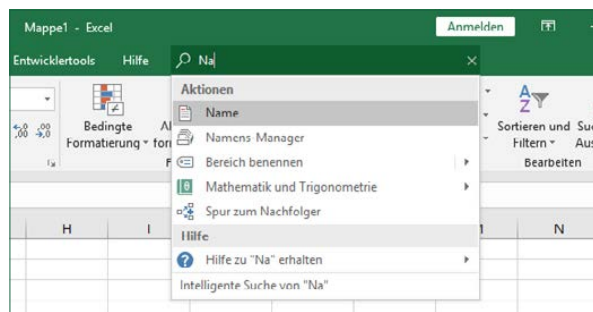 Mappe1 - Excel
Anmelden
Entwicklertools Hilfe Na
Aktionen
Name
Namens-Manager
Bereich benennen
Mathematik und Trigonometrie
Spur zum Nachfolger
Hilfe
Hilfe zu "Na" erhalten
Intelligente Suche von "Na"
Bedingte
Formatierung
Sortieren und
Filtern
Bearbeiten
H I N